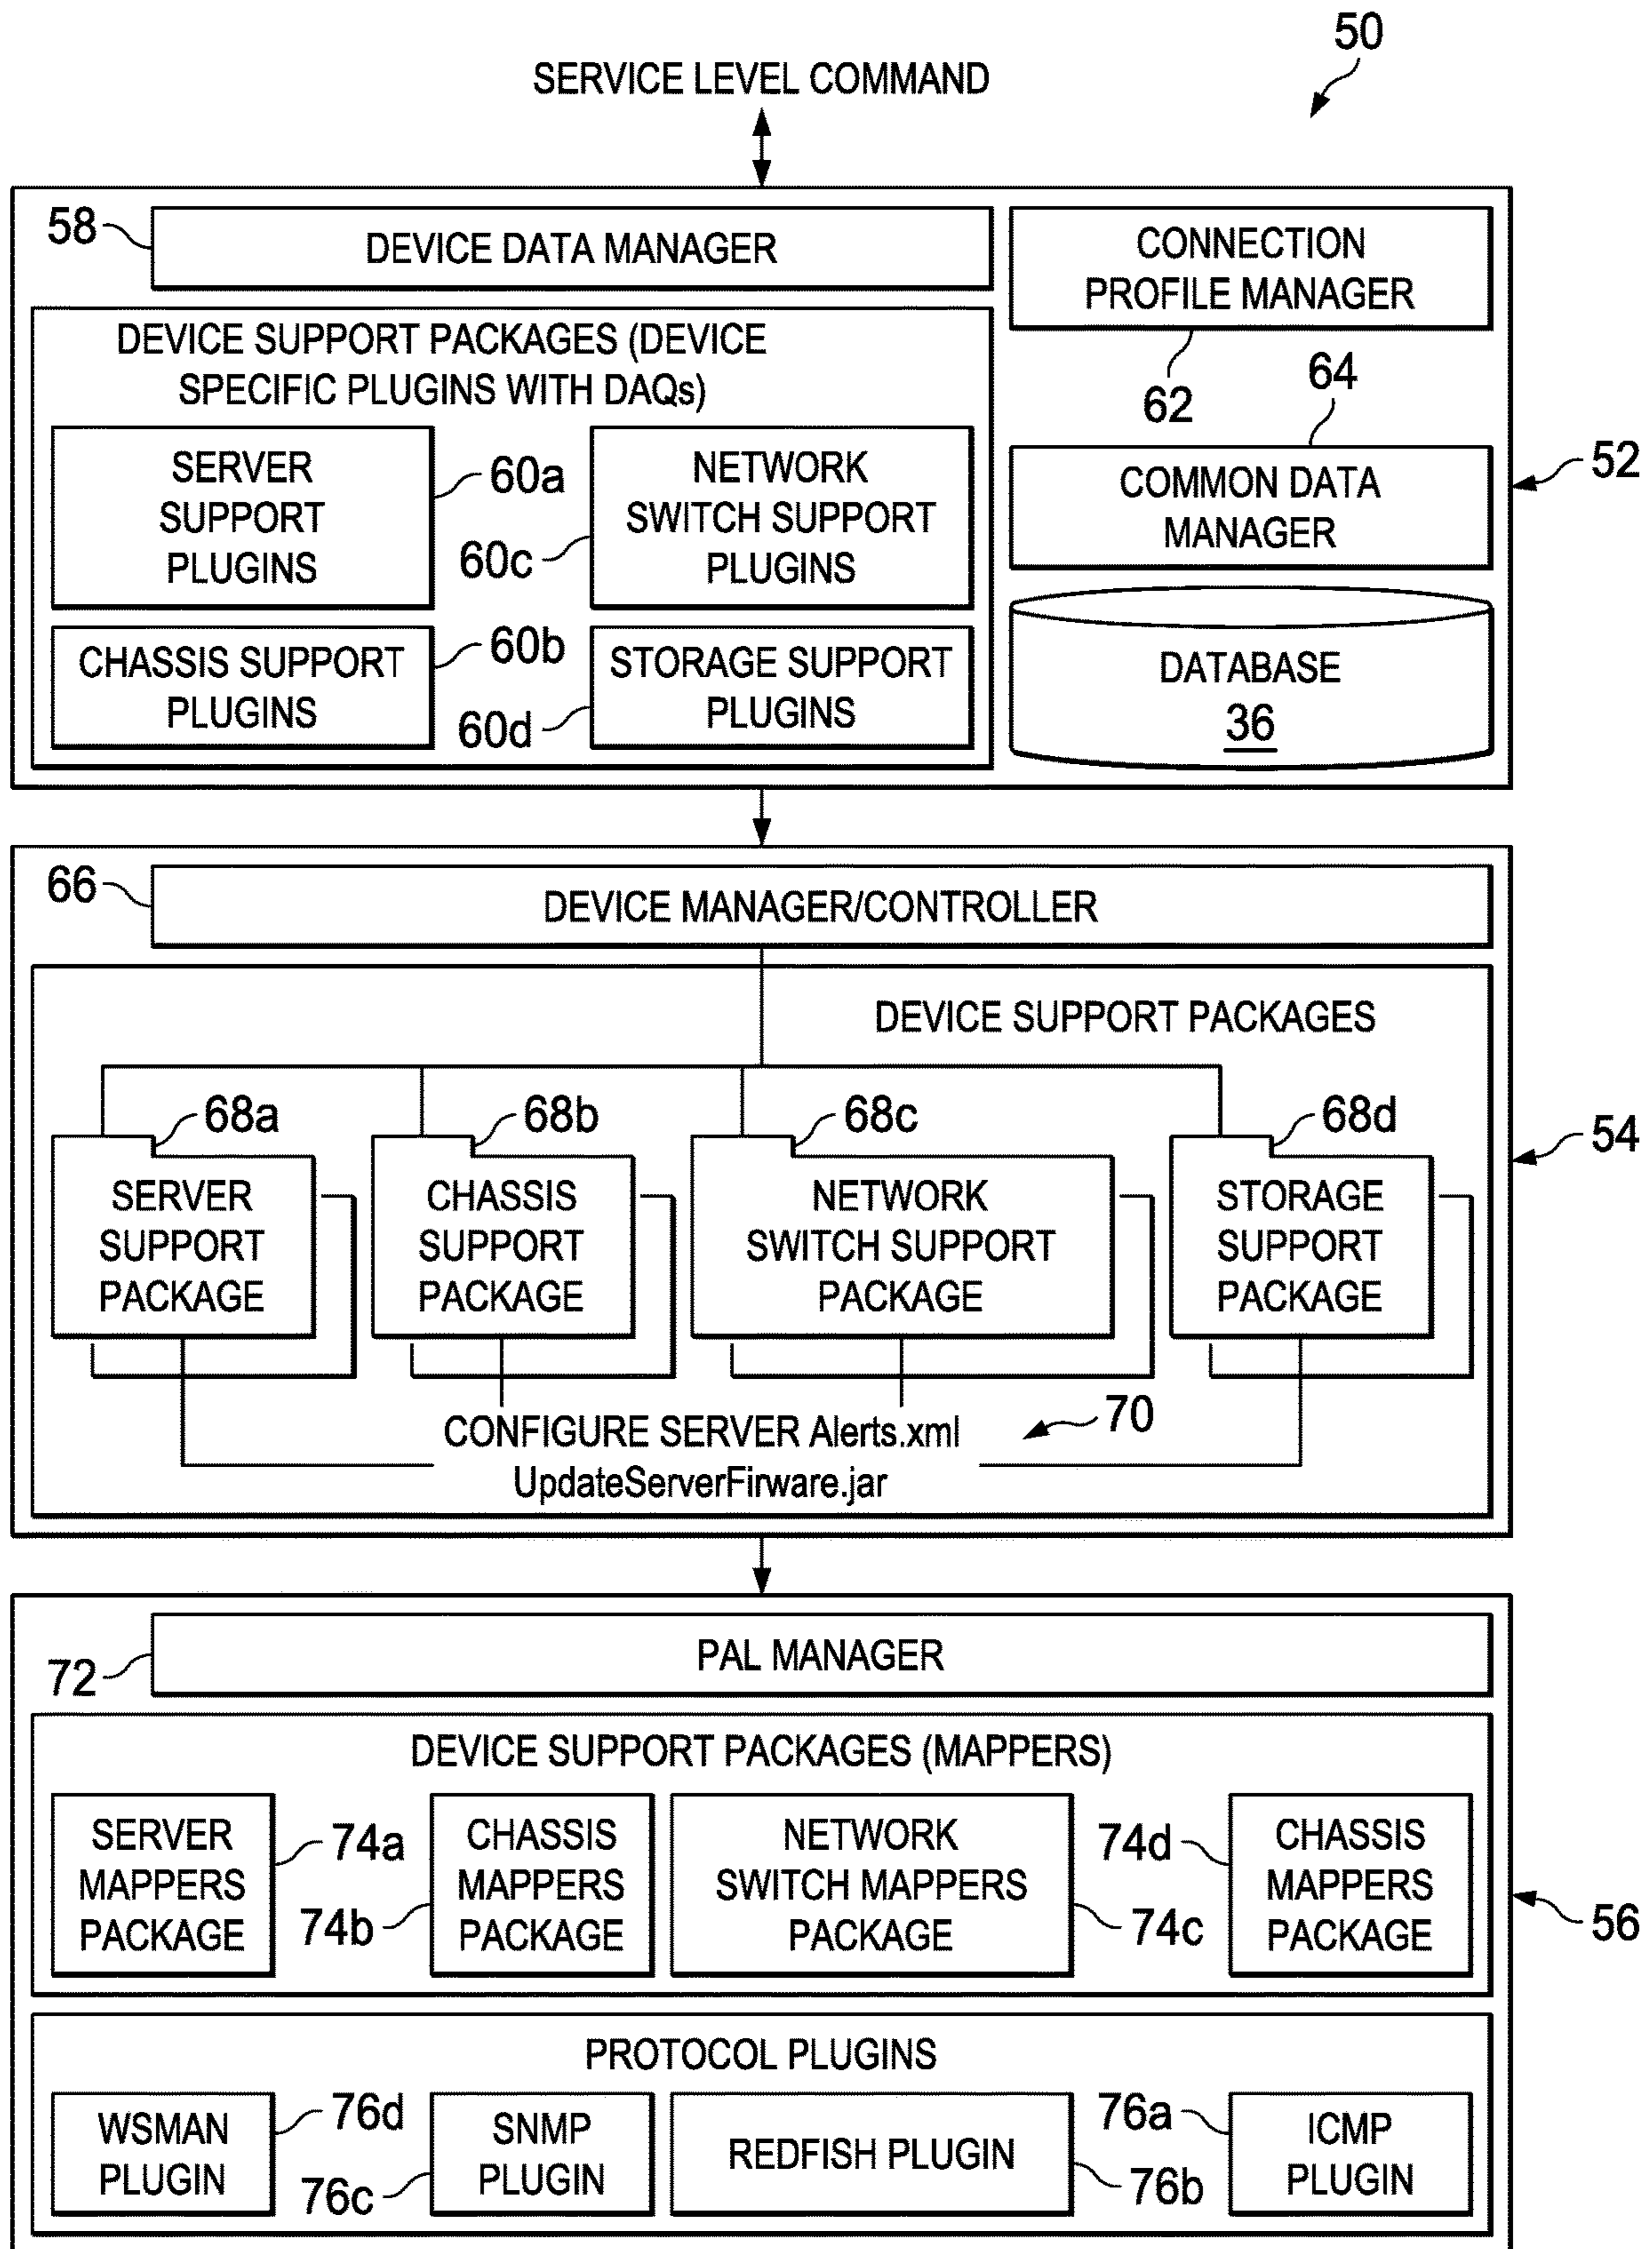 50
SERVICE LEVEL COMMAND
58
DEVICE DATA MANAGER
CONNECTION
PROFILE MANAGER
62
DEVICE SUPPORT PACKAGES (DEVICE
SPECIFIC PLUGINS WITH DAQs)
64
COMMON DATA
MANAGER
52
SERVER
SUPPORT
PLUGINS
60a
NETWORK
SWITCH SUPPORT
PLUGINS
60c
CHASSIS SUPPORT
PLUGINS
60b
STORAGE SUPPORT
PLUGINS
60d
DATABASE
36
66
DEVICE MANAGER/CONTROLLER
DEVICE SUPPORT PACKAGES
68a
68b
68c
68d
54
SERVER
SUPPORT
PACKAGE
CHASSIS
SUPPORT
PACKAGE
NETWORK
SWITCH SUPPORT
PACKAGE
STORAGE
SUPPORT
PACKAGE
70
CONFIGURE SERVER Alerts.xml
UpdateServerFirware.jar
72
PAL MANAGER
DEVICE SUPPORT PACKAGES (MAPPERS)
SERVER
MAPPERS
PACKAGE
74a
74b
CHASSIS
MAPPERS
PACKAGE
NETWORK
SWITCH MAPPERS
PACKAGE
74d
74c
CHASSIS
MAPPERS
PACKAGE
56
PROTOCOL PLUGINS
WSMAN
PLUGIN
76d
76c
SNMP
PLUGIN
REDFISH PLUGIN
76a
76b
ICMP
PLUGIN